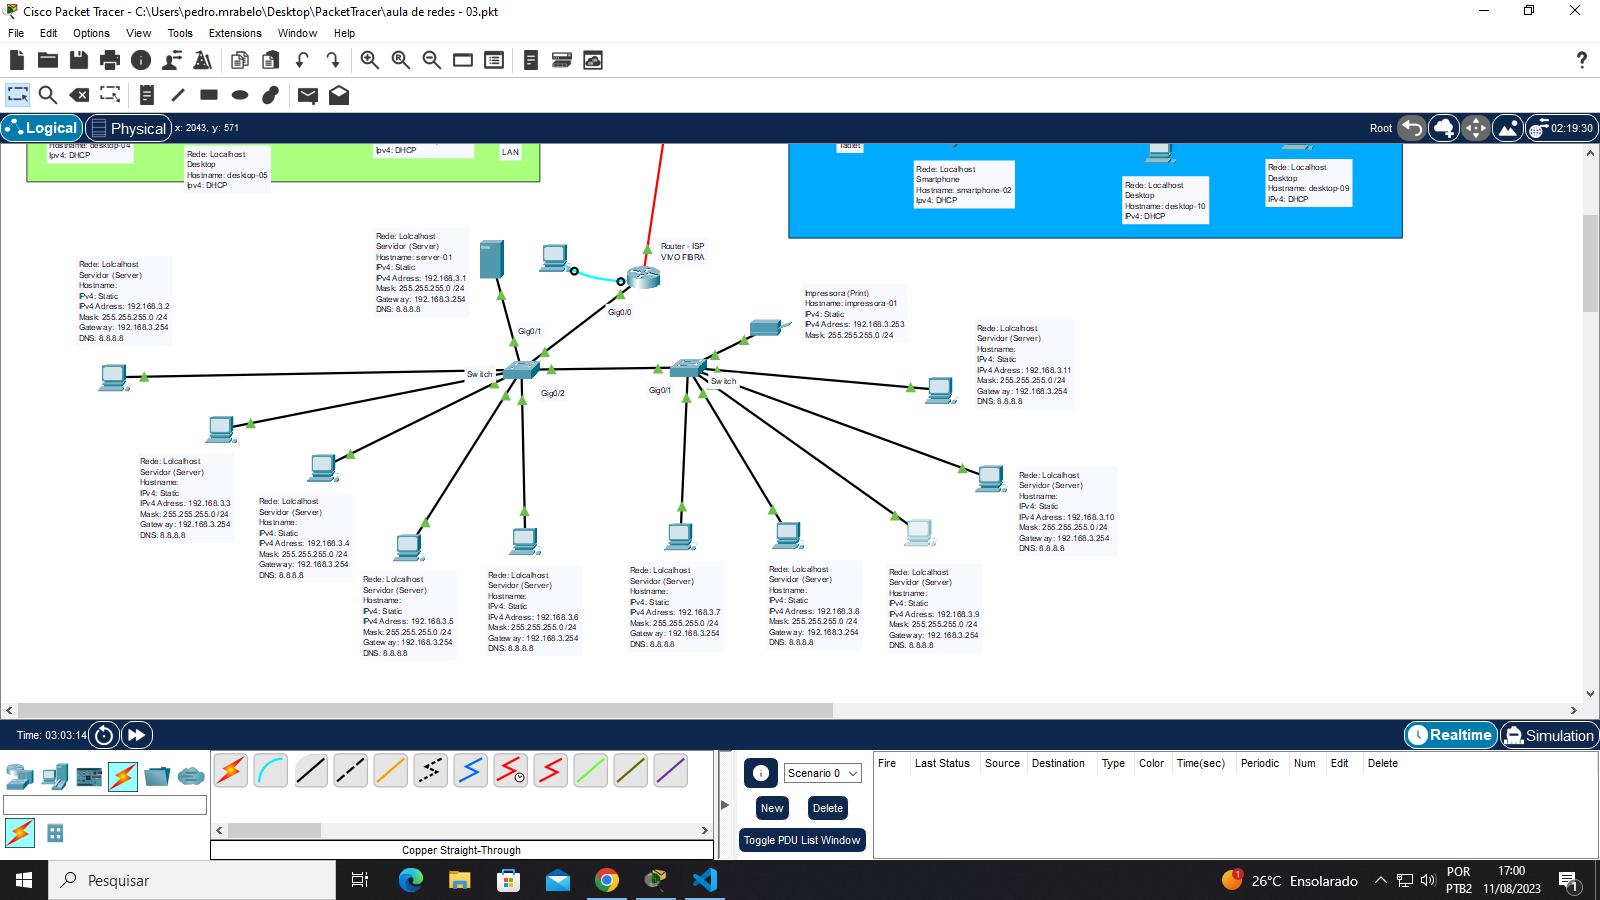 Cisco Packet Tracer - C:\Users\pedro.mrabelo\Desktop\PacketTracer\aula de redes - 03.pkt
File Edit Options View Tools Extensions Window Help
Logical Physical x: 2043, y: 571 Root 02:19:30
Hostname: desktop-04
Ipv4: DHCP
Rede: Localhost
Desktop
Hostname: desktop-05
Ipv4: DHCP
Ipv4: DHCP
LAN
Tablet
Rede: Localhost
Smartphone
Hostname: smartphone-02
Ipv4: DHCP
Rede: Localhost
Desktop
Hostname: desktop-10
IPv4: DHCP
Rede: Localhost
Desktop
Hostname: desktop-09
IPv4: DHCP
Rede: Lolcalhost
Servidor (Server)
Hostname: server-01
IPv4: Static
IPv4 Adress: 192.168.3.1
Mask: 255.255.255.0 /24
Gateway: 192.168.3.254
DNS: 8.8.8.8
Router - ISP
VIVO FIBRA
Gig0/0
Gig0/1
Rede: Lolcalhost
Servidor (Server)
Hostname:
IPv4: Static
IPv4 Adress: 192.168.3.2
Mask: 255.255.255.0 /24
Gateway: 192.168.3.254
DNS: 8.8.8.8
Impressora (Print)
Hostname: impressora-01
IPv4: Static
IPv4 Adress: 192.168.3.253
Mask: 255.255.255.0 /24
Rede: Lolcalhost
Servidor (Server)
Hostname:
IPv4: Static
IPv4 Adress: 192.168.3.11
Mask: 255.255.255.0 /24
Gateway: 192.168.3.254
DNS: 8.8.8.8
Switch
Gig0/2
Gig0/1
Switch
Rede: Lolcalhost
Servidor (Server)
Hostname:
IPv4: Static
IPv4 Adress: 192.168.3.3
Mask: 255.255.255.0 /24
Gateway: 192.168.3.254
DNS: 8.8.8.8
Rede: Lolcalhost
Servidor (Server)
Hostname:
IPv4: Static
IPv4 Adress: 192.168.3.4
Mask: 255.255.255.0 /24
Gateway: 192.168.3.254
DNS: 8.8.8.8
Rede: Lolcalhost
Servidor (Server)
Hostname:
IPv4: Static
IPv4 Adress: 192.168.3.5
Mask: 255.255.255.0 /24
Gateway: 192.168.3.254
DNS: 8.8.8.8
Rede: Lolcalhost
Servidor (Server)
Hostname:
IPv4: Static
IPv4 Adress: 192.168.3.6
Mask: 255.255.255.0 /24
Gateway: 192.168.3.254
DNS: 8.8.8.8
Rede: Lolcalhost
Servidor (Server)
Hostname:
IPv4: Static
IPv4 Adress: 192.168.3.7
Mask: 255.255.255.0 /24
Gateway: 192.168.3.254
DNS: 8.8.8.8
Rede: Lolcalhost
Servidor (Server)
Hostname:
IPv4: Static
IPv4 Adress: 192.168.3.8
Mask: 255.255.255.0 /24
Gateway: 192.168.3.254
DNS: 8.8.8.8
Rede: Lolcalhost
Servidor (Server)
Hostname:
IPv4: Static
IPv4 Adress: 192.168.3.9
Mask: 255.255.255.0 /24
Gateway: 192.168.3.254
DNS: 8.8.8.8
Rede: Lolcalhost
Servidor (Server)
Hostname:
IPv4: Static
IPv4 Adress: 192.168.3.10
Mask: 255.255.255.0 /24
Gateway: 192.168.3.254
DNS: 8.8.8.8
Time: 03:03:14 Realtime Simulation
Scenario 0
New Delete
Toggle PDU List Window
Fire Last Status Source Destination Type Color Time(sec) Periodic Num Edit Delete
Copper Straight-Through
Pesquisar
1
26°C Ensolarado
POR
PTB2
17:00
11/08/2023
1